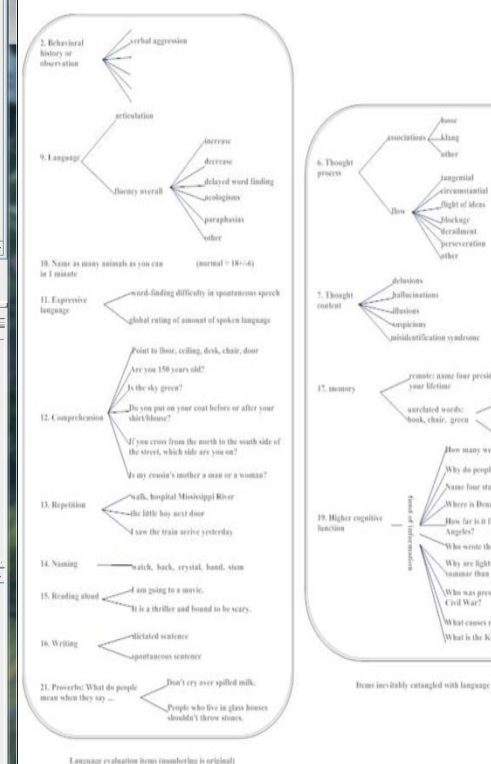 2. Behavioral
history or
observation
verbal aggression
9. Language
articulation
fluency overall
increase
decrease
delayed word finding
neologisms
paraphasias
other
10. Name as many animals as you can
in 1 minute
(normal = 18+/-6)
11. Expressive
language
word-finding difficulty in spontaneous speech
global rating of amount of spoken language
12. Comprehension
Point to floor, ceiling, desk, chair, door
Are you 150 years old?
Is the sky green?
Do you put on your coat before or after your
shirt/blouse?
If you cross from the north to the south side of
the street, which side are you on?
Is my cousin's mother a man or a woman?
13. Repetition
walk, hospital Mississippi River
the little boy next door
I saw the train arrive yesterday
14. Naming
watch, back, crystal, band, stem
15. Reading aloud
I am going to a movie.
It is a thriller and bound to be scary.
16. Writing
dictated sentence
spontaneous sentence
21. Proverbs: What do people
mean when they say ...
Don't cry over spilled milk.
People who live in glass houses
shouldn't throw stones.
Language evaluation items (numbering is original)
6. Thought
process
associations
loose
klang
other
flow
tangential
circumstantial
flight of ideas
blockage
derailment
perseveration
other
7. Thought
content
delusions
hallucinations
illusions
suspicions
misidentification syndrome
17. memory
remote: name four presid
your lifetime
unrelated words:
book, chair, green
19. Higher cognitive
function
fund of information
How many we
Why do peopl
Name four sta
Where is Den
How far is it f
Angeles?
Who wrote th
Why are light
summer than
Who was pres
Civil War?
What causes r
What is the K
Items inevitably entangled with language